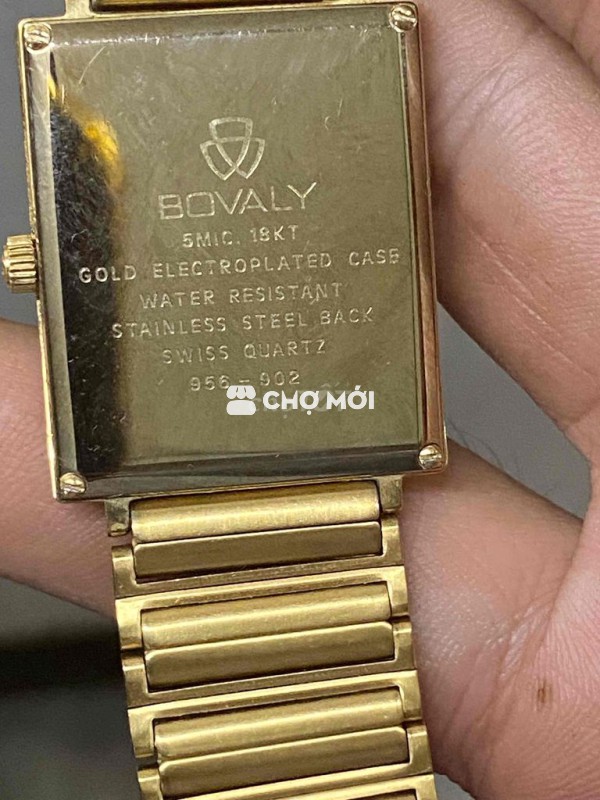 BOVALY
5MIC. 18KT
GOLD ELECTROPLATED CASE
WATER RESISTANT
STAINLESS STEEL BACK
SWISS QUARTZ
956-902
CHỢ MỚI